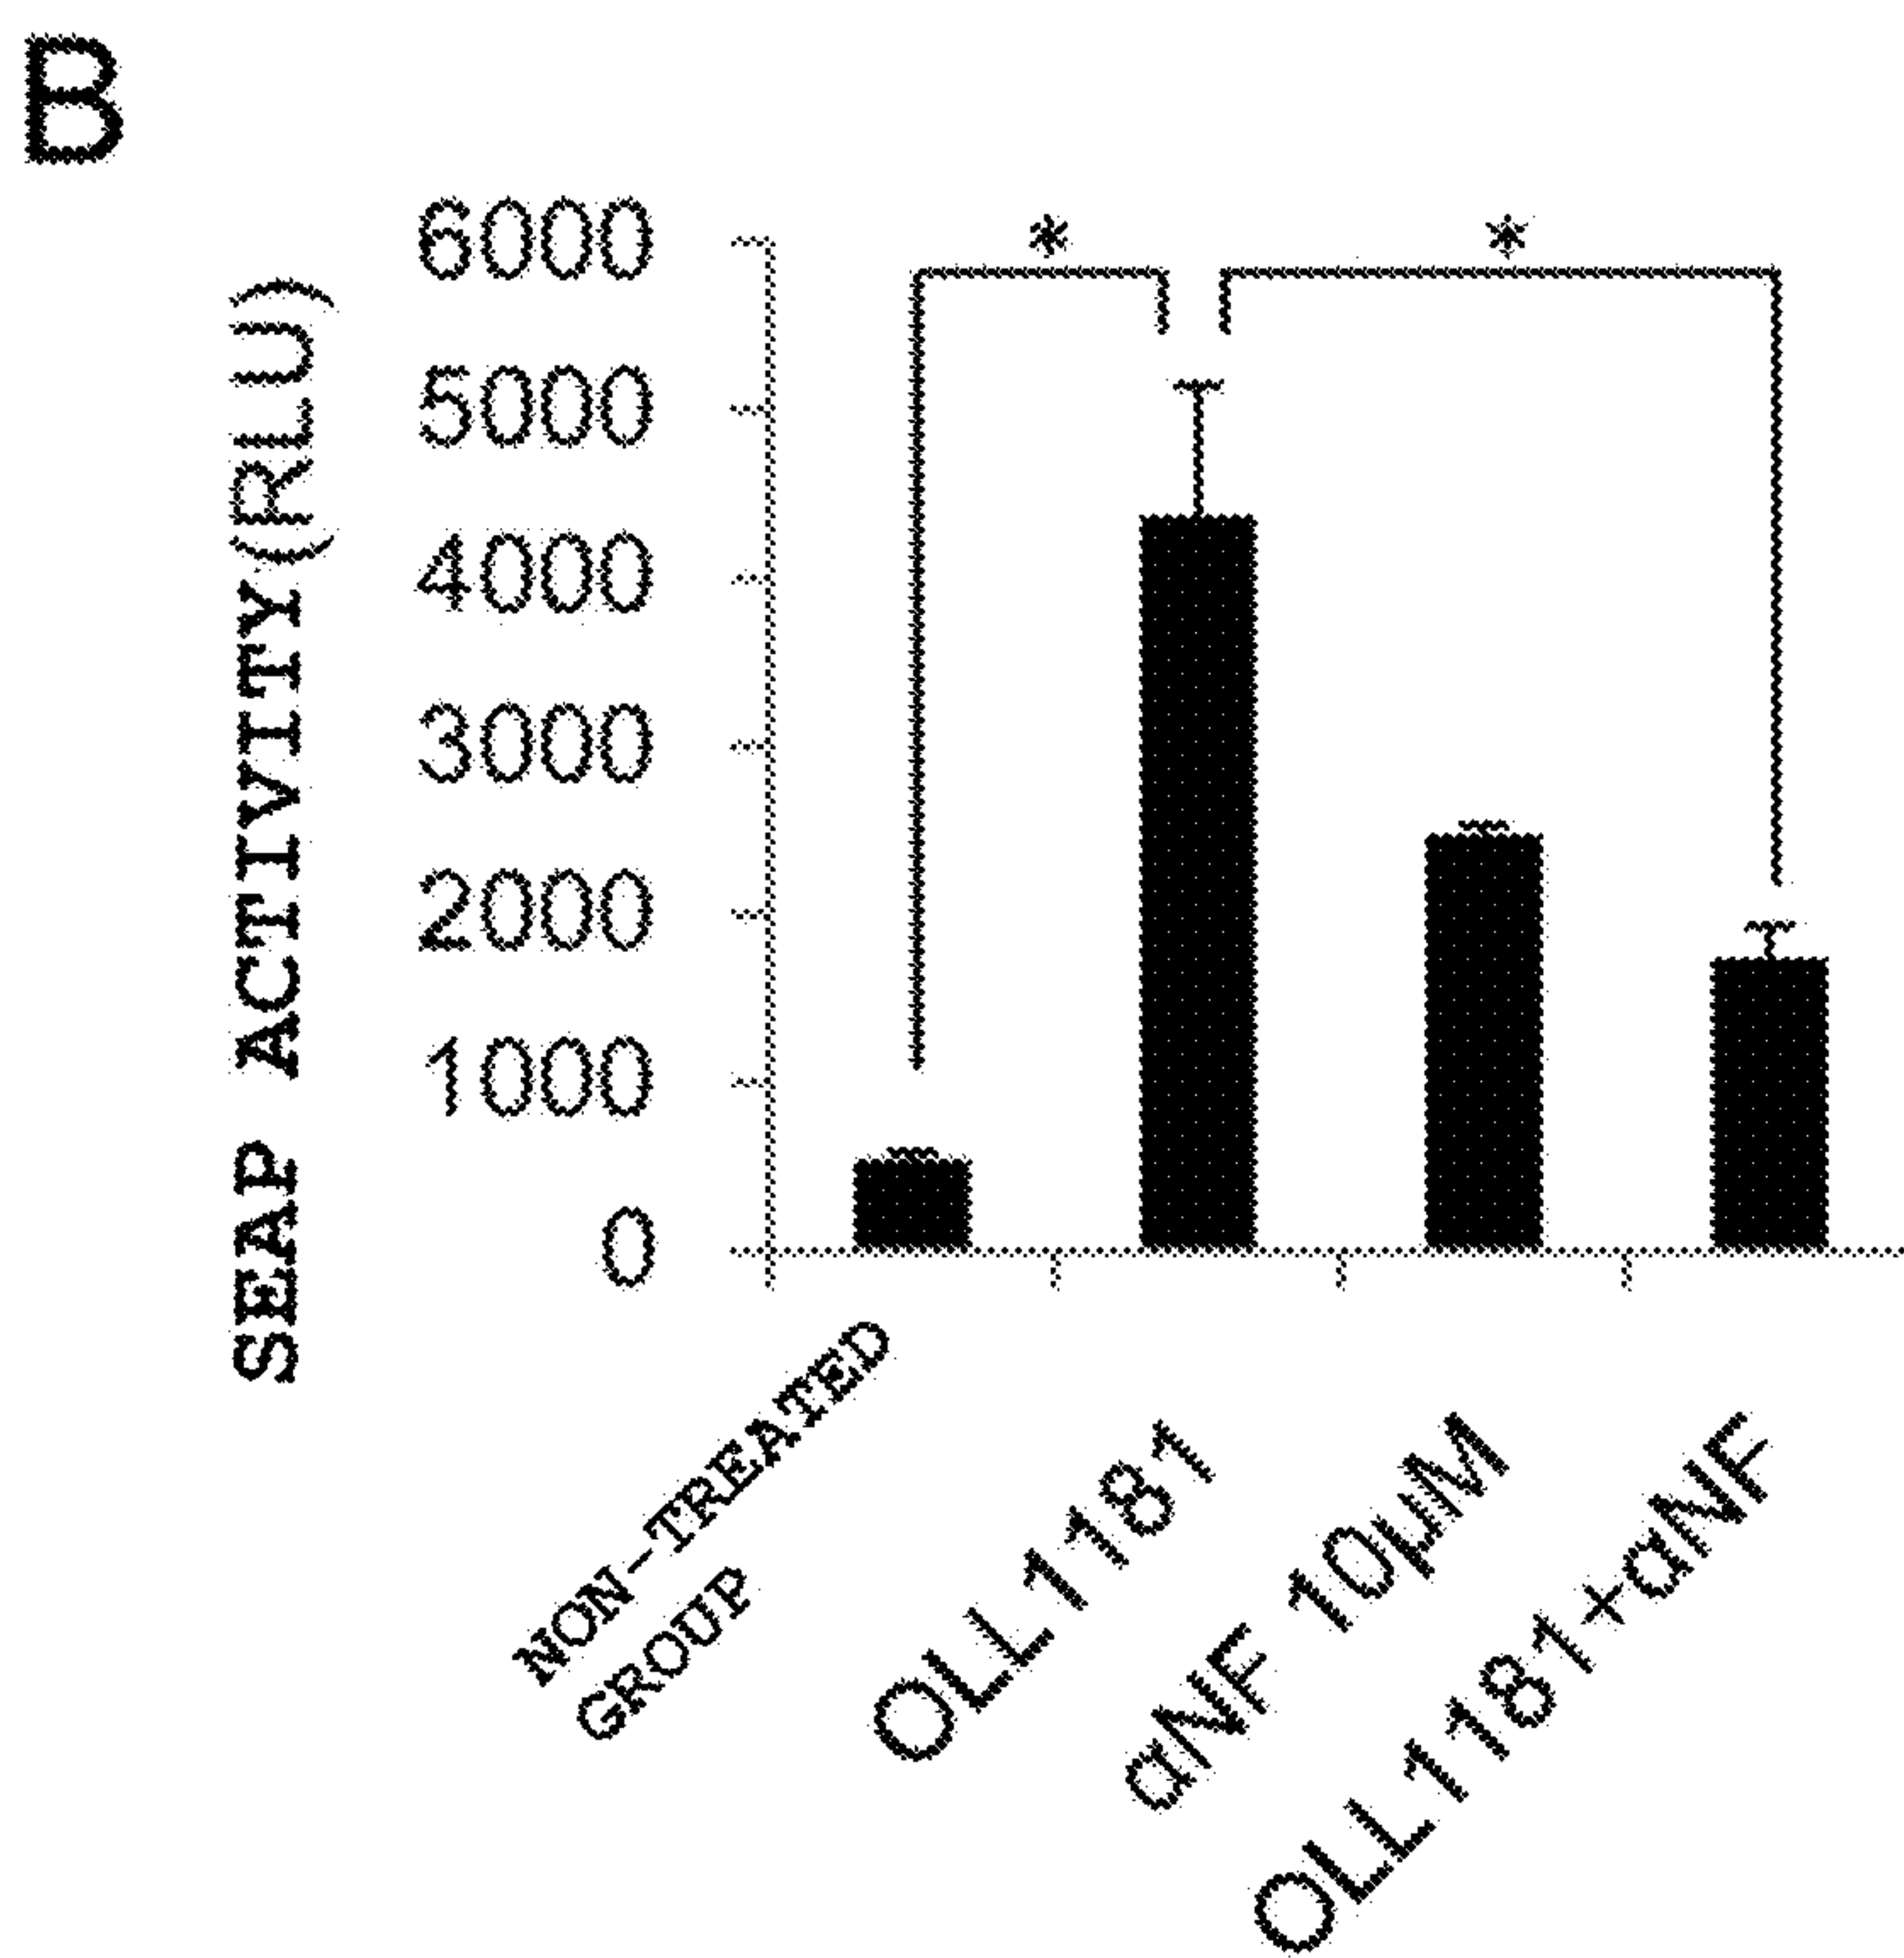 B
SEAP ACTIVITY(RLU)
6000
5000
4000
3000
2000
1000
0
*
*
NON-TREATED
GROUP
OLL1181
αNF 10μM
OLL1181+αNF